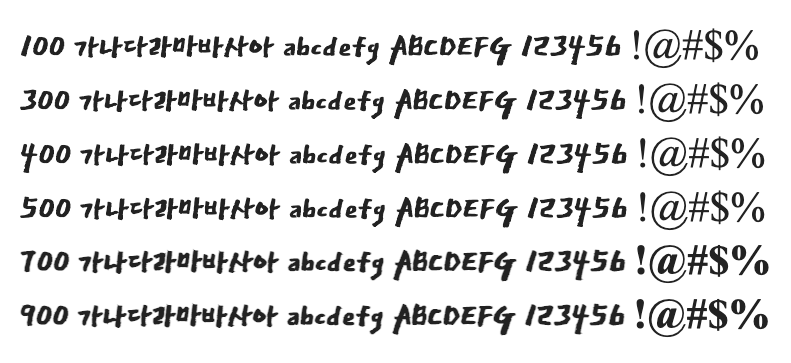 100 가나다라마바사아 abcdefg ABCDEFG 123456 !@#$%
300 가나다라마바사아 abcdefg ABCDEFG 123456 !@#$%
400 가나다라마바사아 abcdefg ABCDEFG 123456 !@#$%
500 가나다라마바사아 abcdefg ABCDEFG 123456 !@#$%
700 가나다라마바사아 abcdefg ABCDEFG 123456 !@#$%
900 가나다라마바사아 abcdefg ABCDEFG 123456 !@#$%